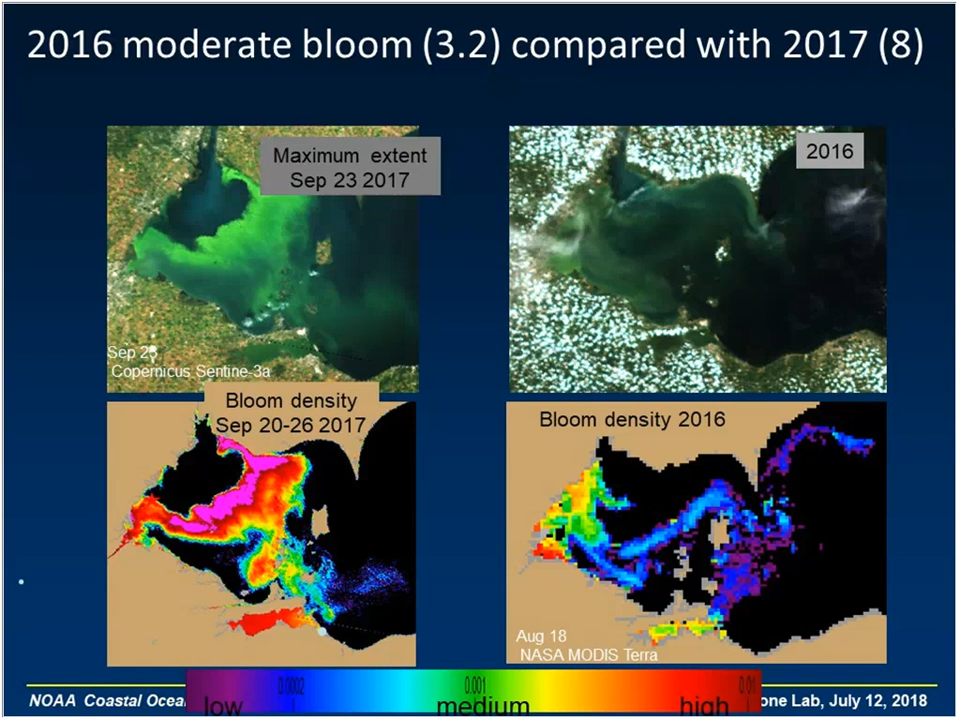 2016 moderate bloom (3.2) compared with 2017 (8)
Maximum extent
Sep 23 2017
2016
Sep 23
Copernicus Sentine-3a
Bloom density
Sep 20-26 2017
Bloom density 2016
Aug 18
NASA MODIS Terra
0.0002
0.001
0.01
low
medium
high
NOAA Coastal Ocea
one Lab, July 12, 2018